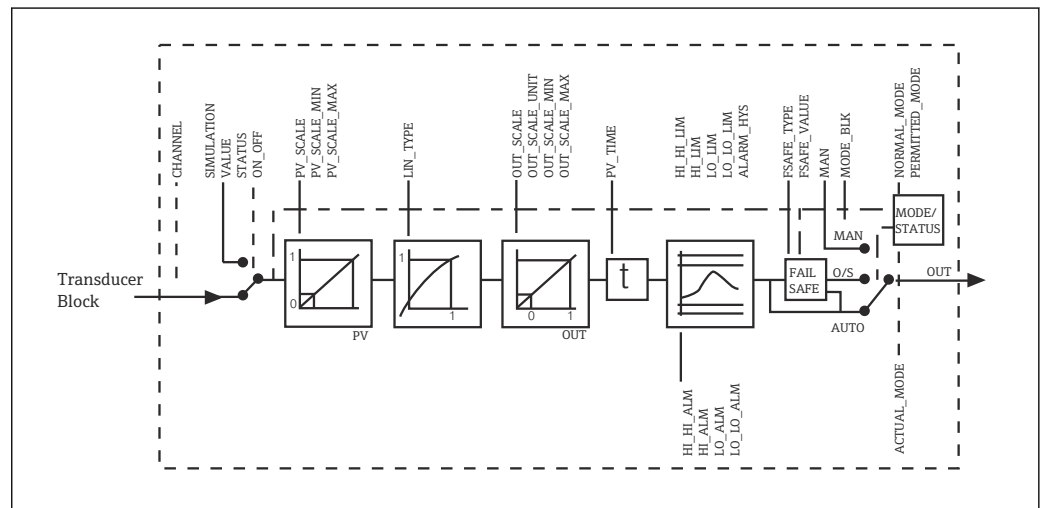 CHANNEL
SIMULATION
VALUE
STATUS
ON_OFF
PV_SCALE
PV_SCALE_MIN
PV_SCALE_MAX
LIN_TYPE
OUT_SCALE
OUT_SCALE_UNIT
OUT_SCALE_MIN
OUT_SCALE_MAX
PV_TIME
HI_HI_LIM
HI_LIM
LO_LIM
LO_LO_LIM
ALARM_HYS
FSAFE_TYPE
FSAFE_VALUE
MAN
MODE_BLK
NORMAL_MODE
PERMITTED_MODE
MODE/
STATUS
MAN
Transducer
Block
1
0
PV
1
1
0
1
OUT
t
FAIL
SAFE
O/S
AUTO
OUT
HI_HI_ALM
HI_ALM
LO_ALM
LO_LO_ALM
ACTUAL_MODE